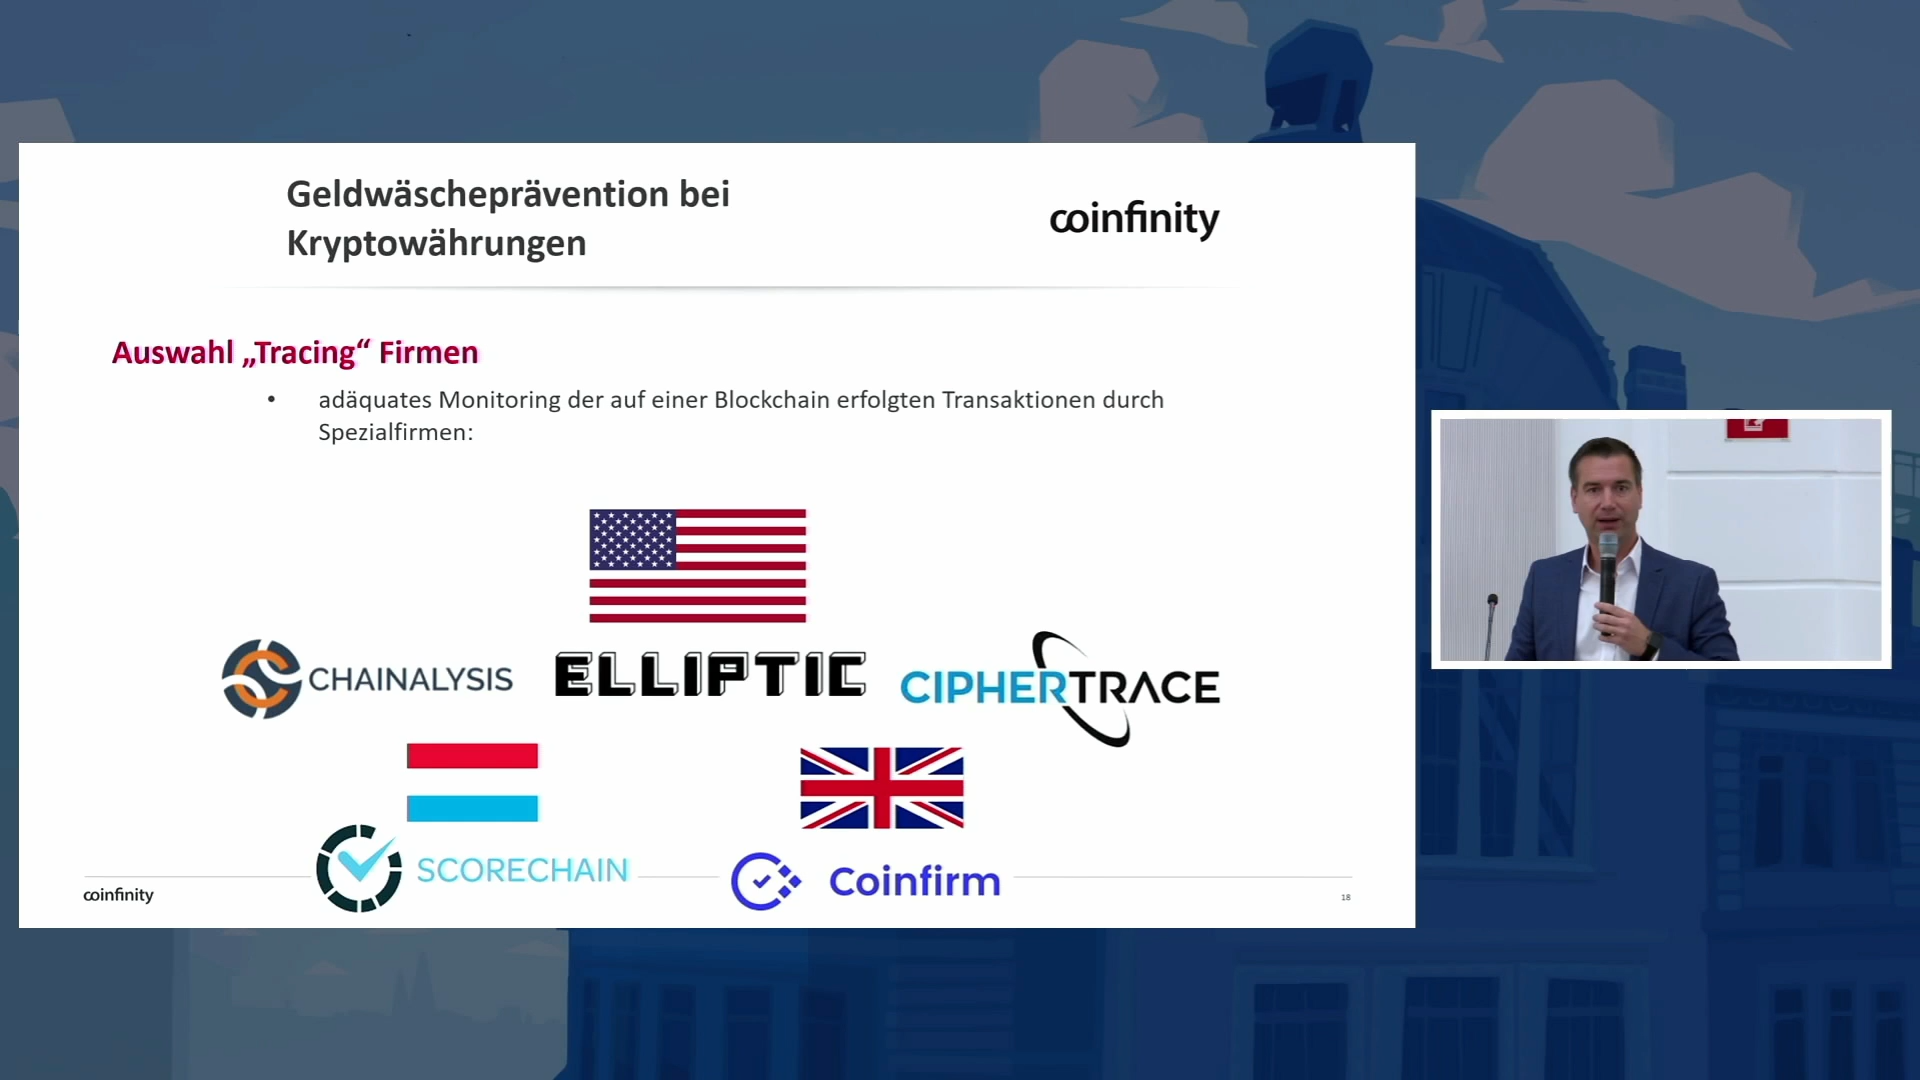 Geldwäscheprävention bei
Kryptowährungen
coinfinity
Auswahl „Tracing“ Firmen
• adäquates Monitoring der auf einer Blockchain erfolgten Transaktionen durch
Spezialfirmen:
CHAINALYSIS
ELLIPTIC
CIPHERTRACE
SCORECHAIN
Coinfirm
coinfinity
18